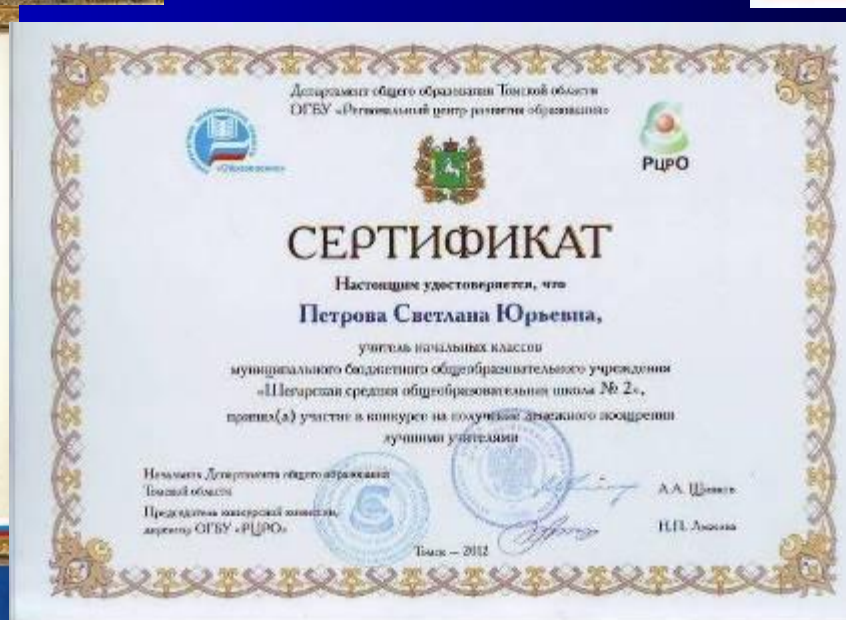 Департамент общего образования Томской области
ОГБУ «Региональный центр развития образования»
«Образование»
РЦРО
СЕРТИФИКАТ
Настоящим удостоверяется, что
Петрова Светлана Юрьевна,
учитель начальных классов
муниципального бюджетного общеобразовательного учреждения
«Шегарская средняя общеобразовательная школа № 2»,
принял(а) участие в конкурсе на получение денежного поощрения
лучшими учителями
Начальник Департамента общего образования
Томской области
А.А.
Председатель конкурсной комиссии,
директор ОГБУ «РЦРО»
Н.П.
Томск – 2012